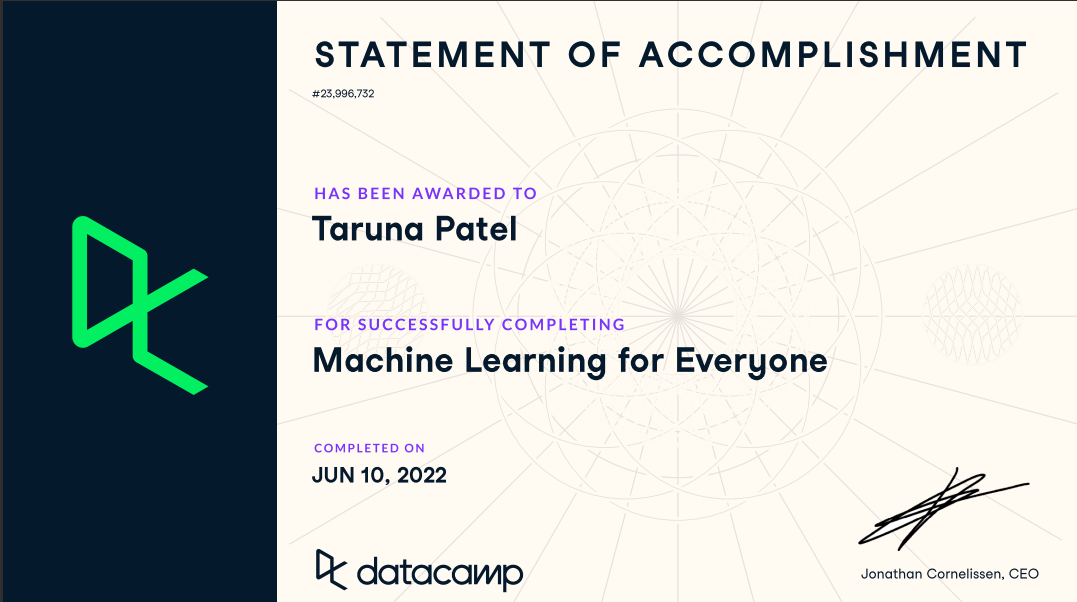 STATEMENT OF ACCOMPLISHMENT
#23,996,732
HAS BEEN AWARDED TO
Taruna Patel
FOR SUCCESSFULLY COMPLETING
Machine Learning for Everyone
COMPLETED ON
JUN 10, 2022
datacamp
Jonathan Cornelissen, CEO